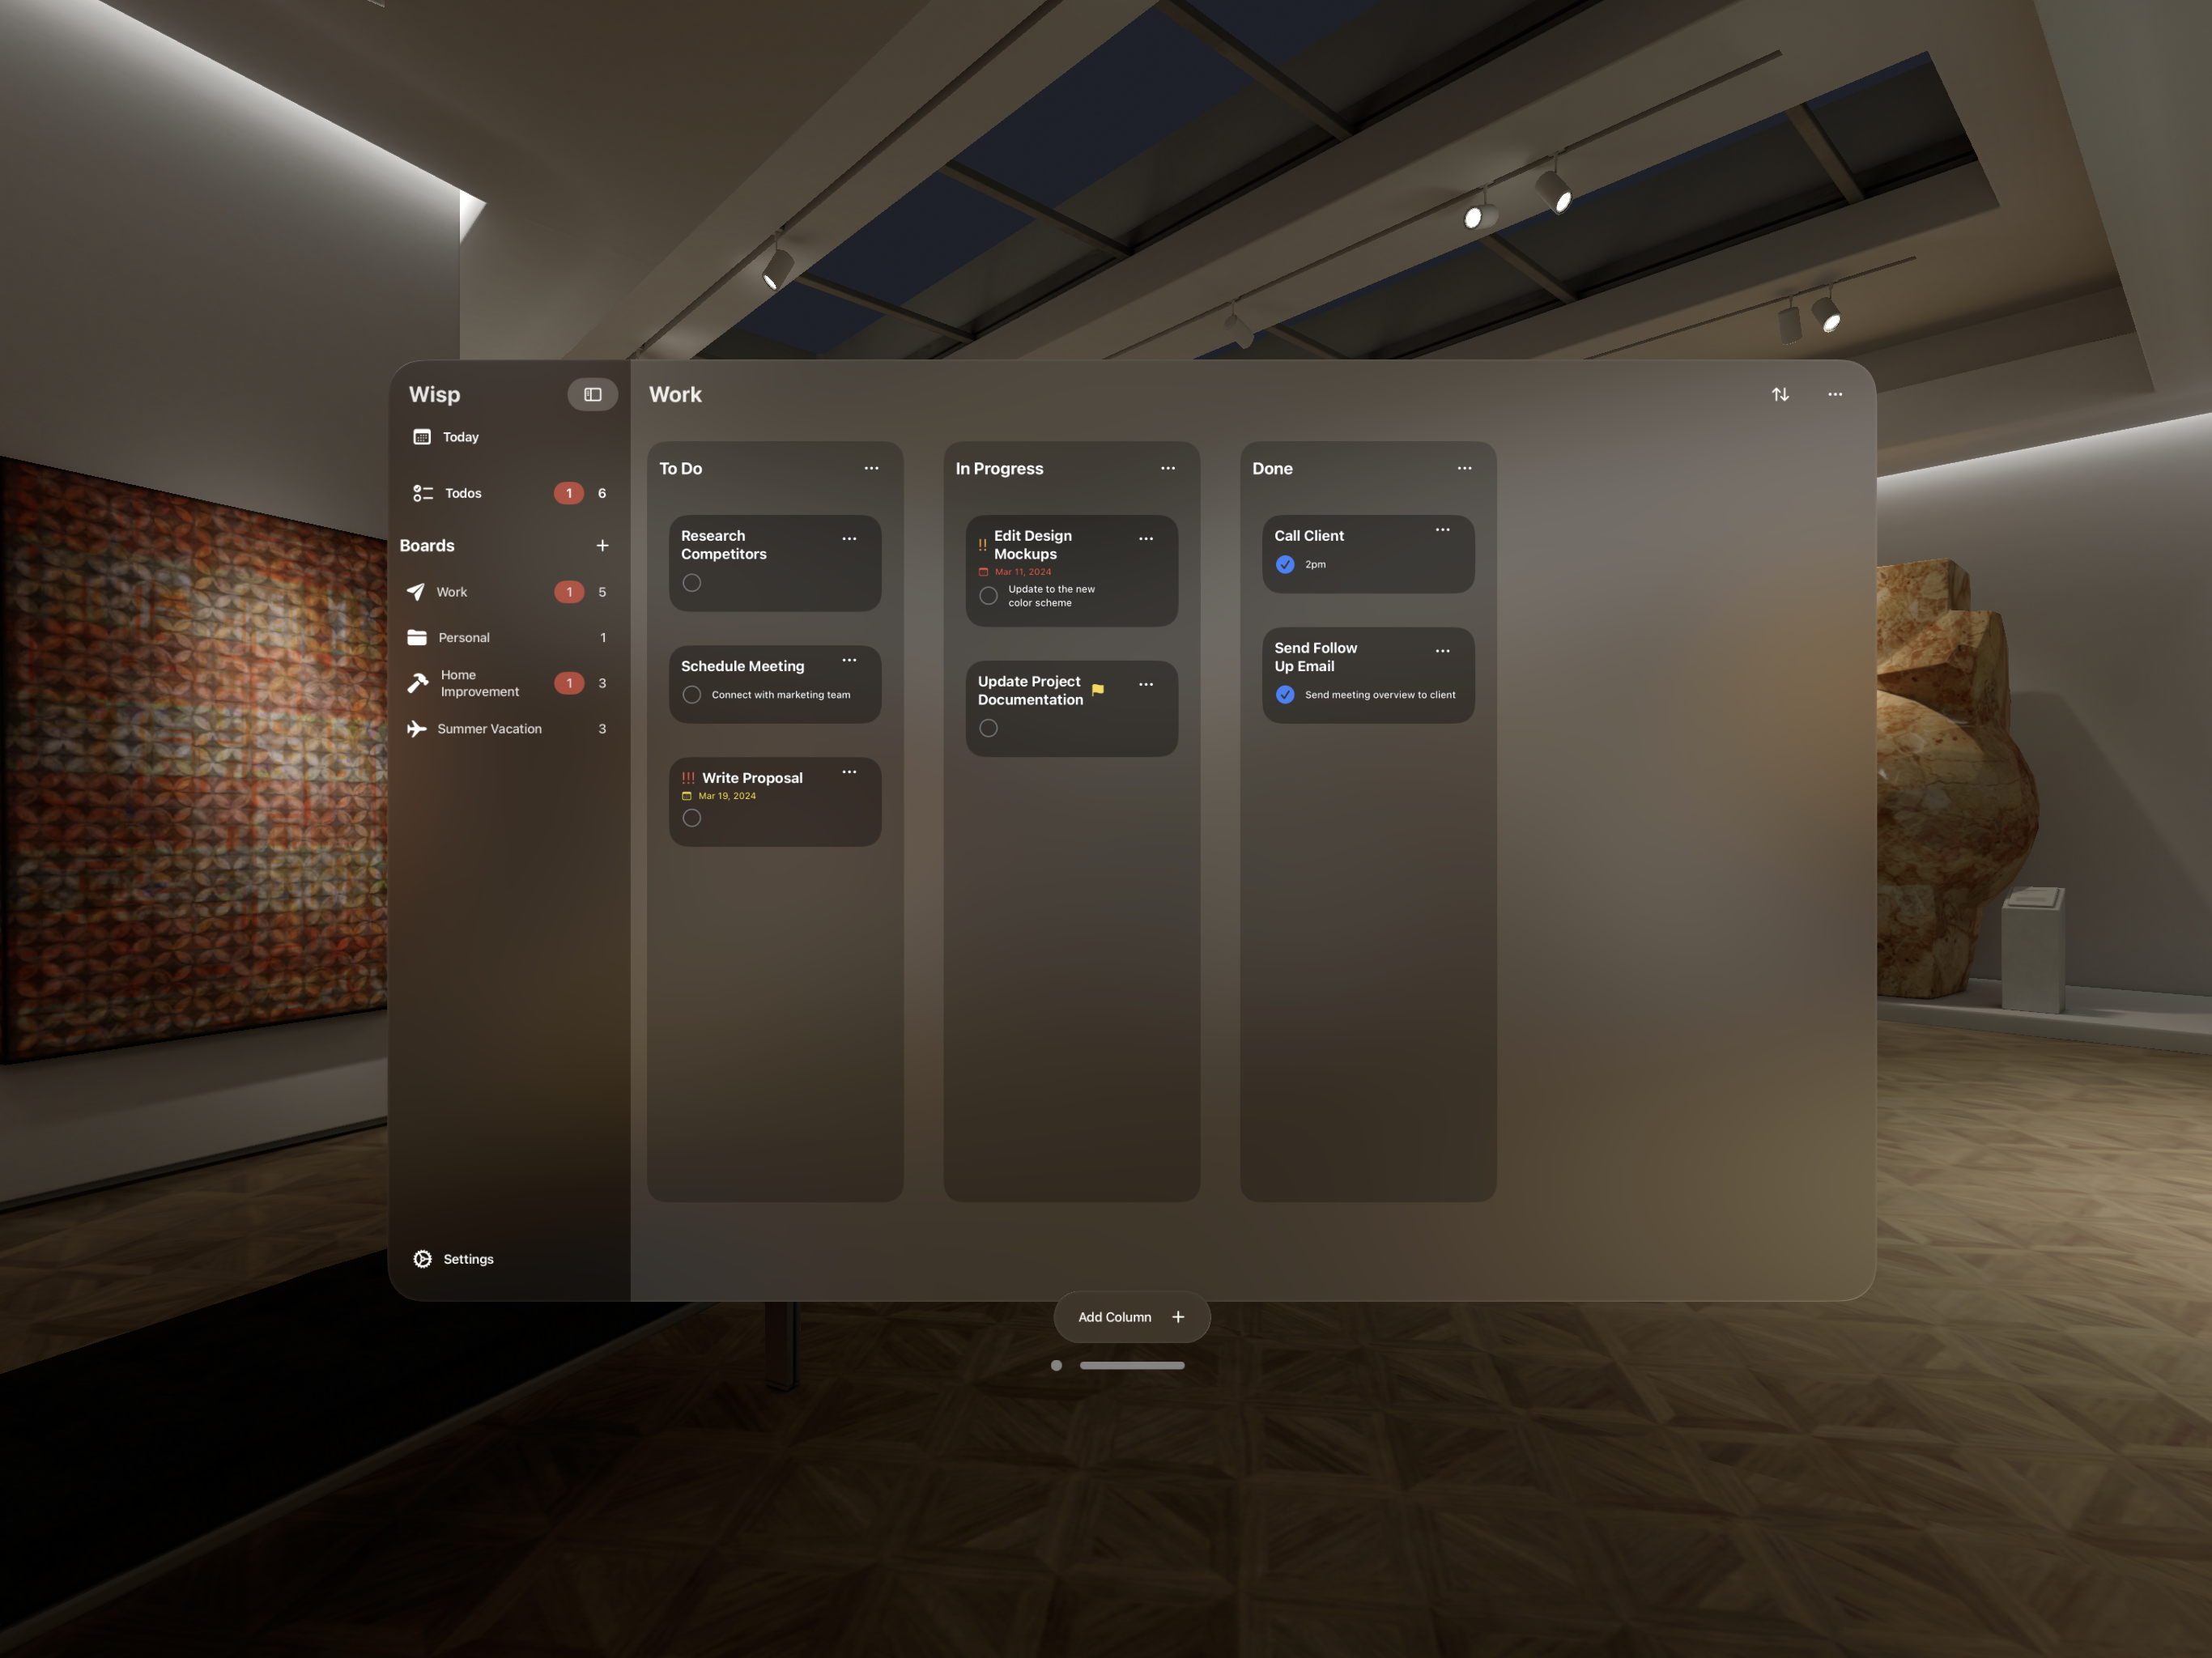 Wisp
Today
Todos 1 6
Boards +
Work 1 5
Personal 1
Home
Improvement 1 3
Summer Vacation 3
Settings
Work
To Do
Research
Competitors
Schedule Meeting
Connect with marketing team
!!! Write Proposal
Mar 19, 2024
In Progress
!! Edit Design
Mockups
Mar 11, 2024
Update to the new
color scheme
Update Project
Documentation
Done
Call Client
2pm
Send Follow
Up Email
Send meeting overview to client
Add Column +